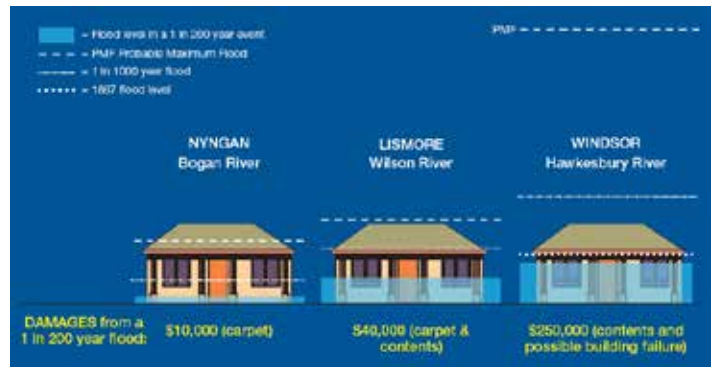 = Flood level in a 1 in 200 year event
= PMF Probable Maximum Flood
= 1 in 1000 year flood
= 1867 flood level
PMF
NYNGAN
Bogan River
LISMORE
Wilson River
WINDSOR
Hawkesbury River
DAMAGES from a
1 in 200 year flood:
$10,000 (carpet)
$40,000 (carpet &
contents)
$250,000 (contents and
possible building failure)